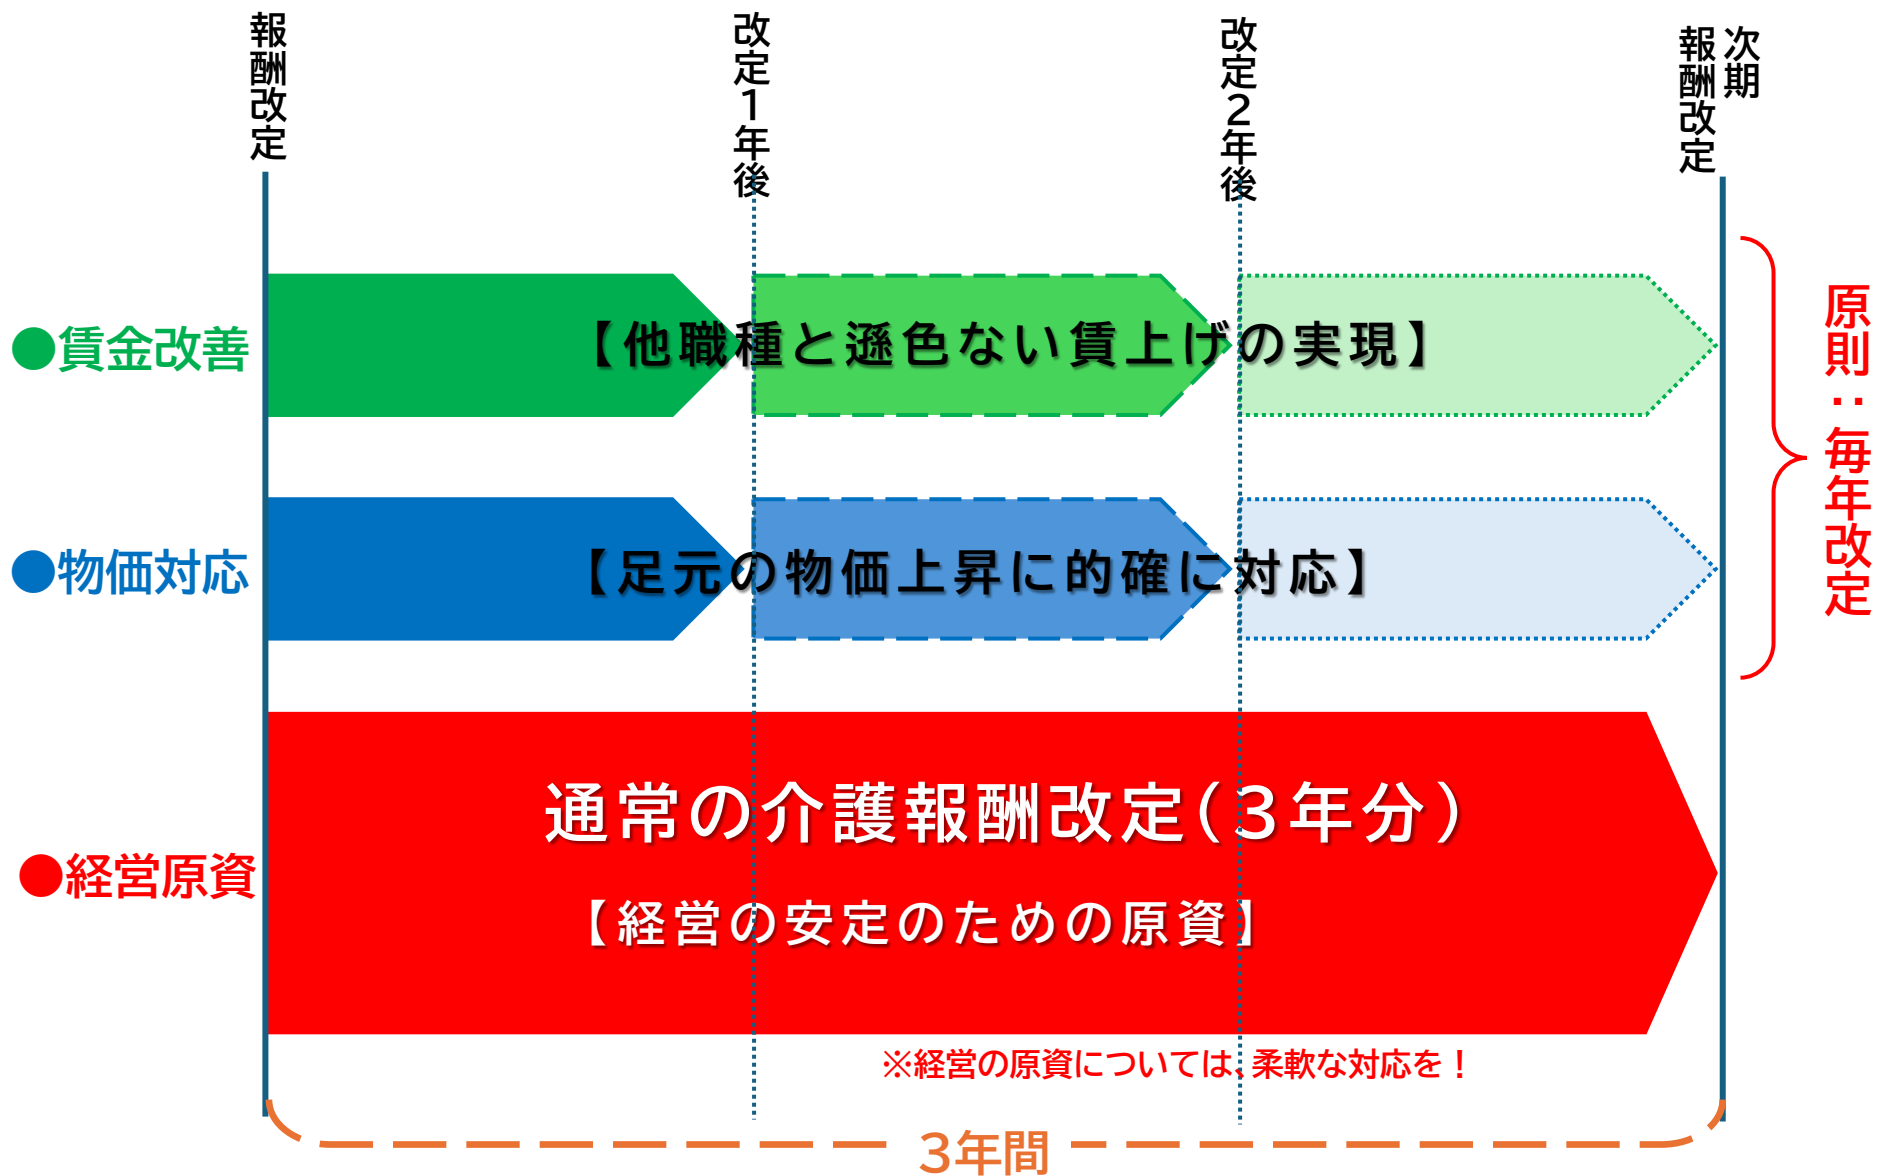 報酬改定
改定1年後
改定2年後
次期
報酬改定
●賃金改善
【他職種と遜色ない賃上げの実現】
●物価対応
【足元の物価上昇に的確に対応】
原則：毎年改定
●経営原資
通常の介護報酬改定(3年分)
【経営の安定のための原資】
※経営の原資については、柔軟な対応を！
3年間